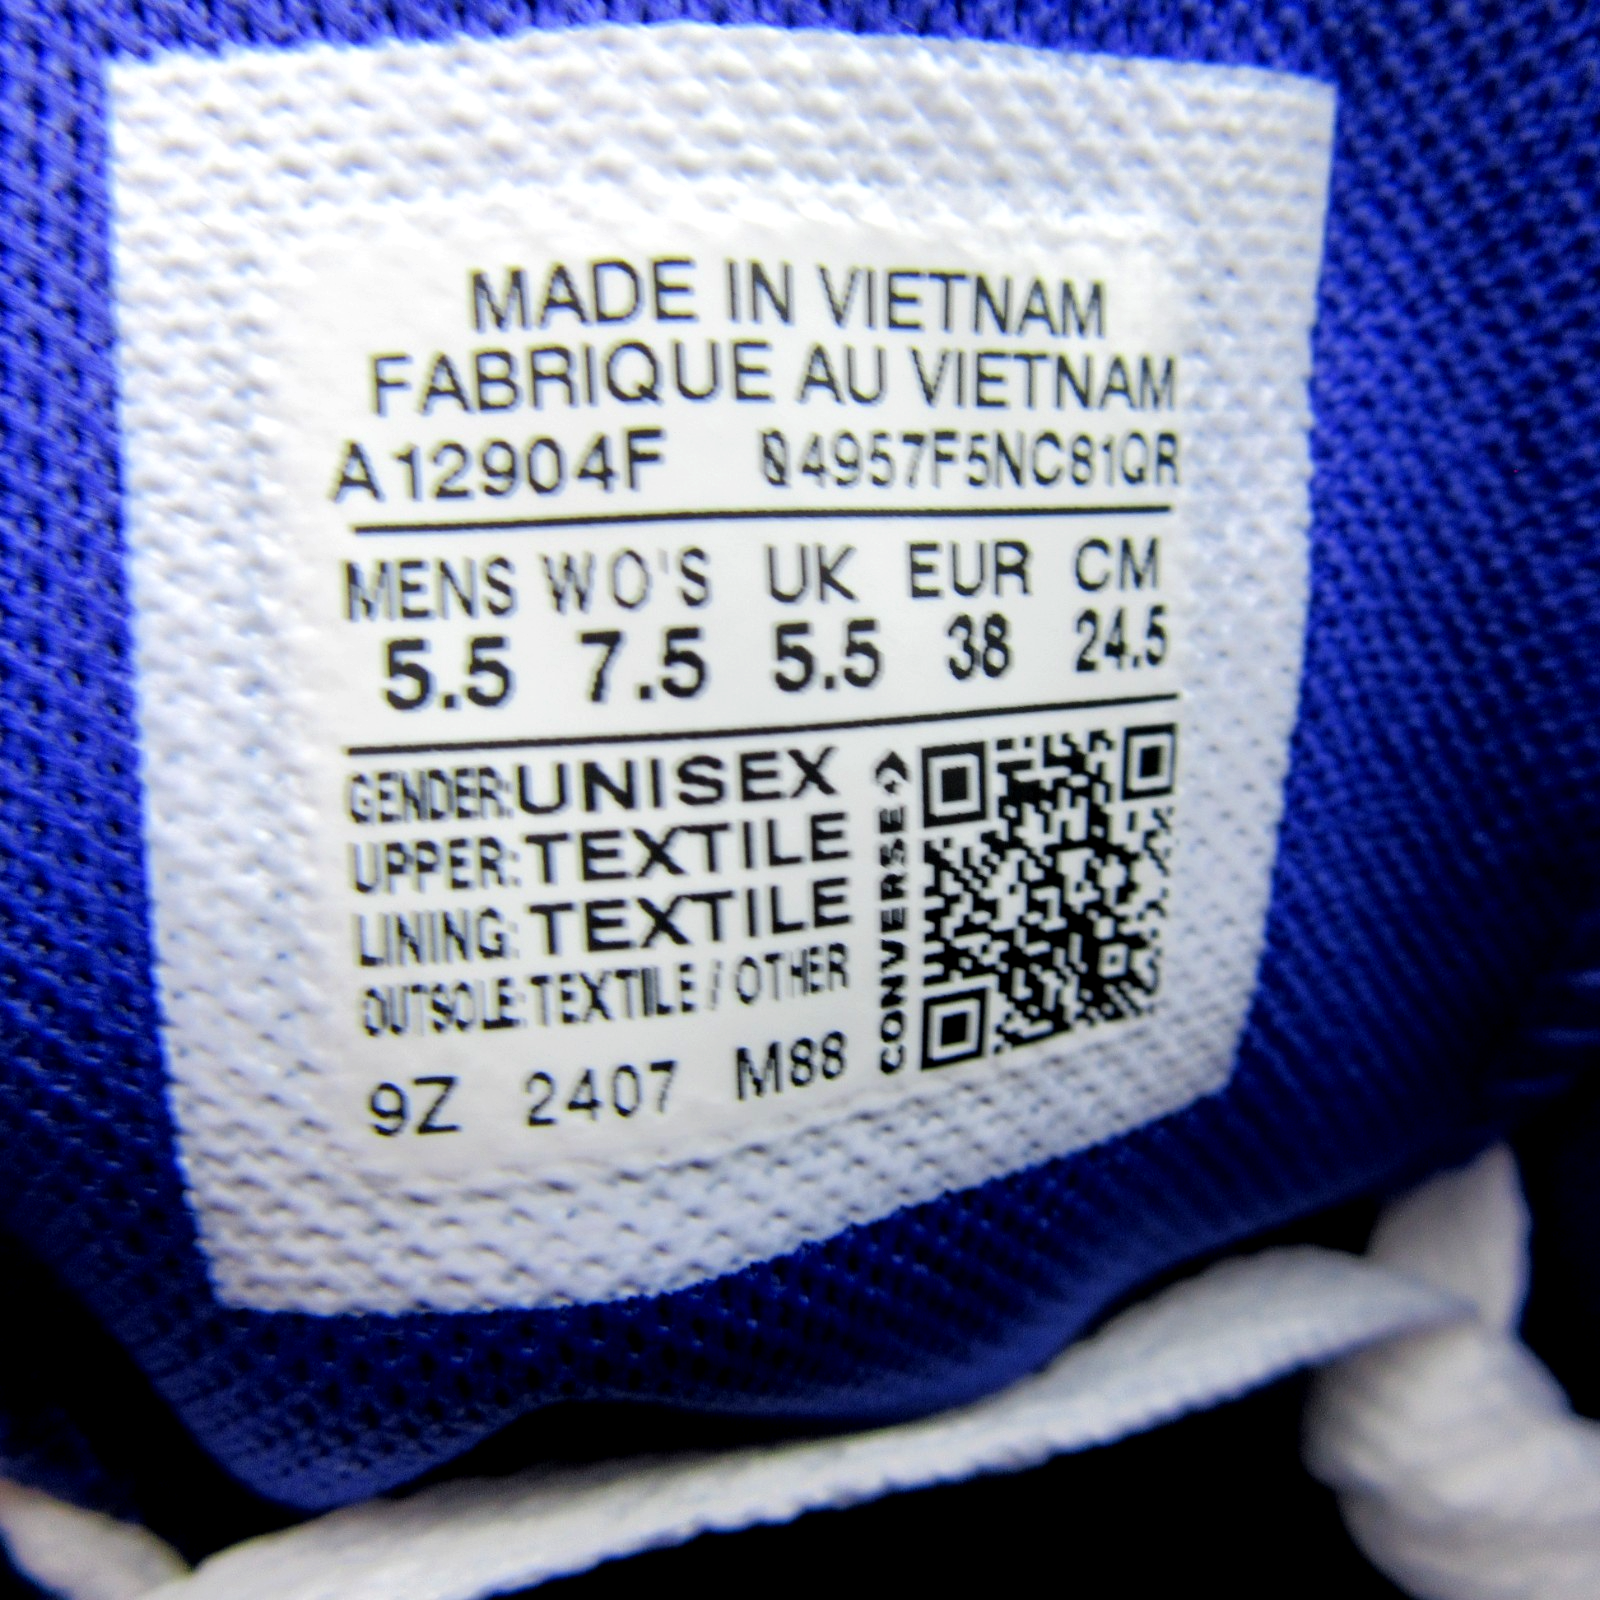 MADE IN VIETNAM
FABRIQUE AU VIETNAM
A12904F 04957F5NC81QR
MENS WO'S UK EUR CM
5.5 7.5 5.5 38 24.5
GENDER:UNISEX
UPPER:TEXTILE
LINING:TEXTILE
OUTSOLE:TEXTILE / OTHER
9Z 2407 M88
CONVERSE